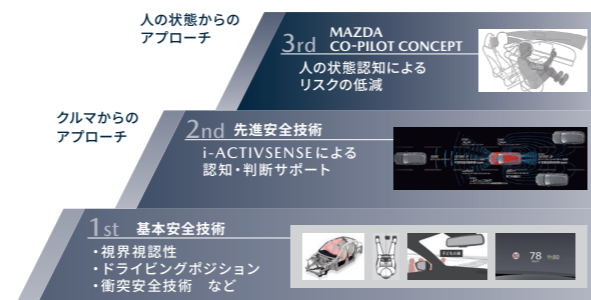 人の状態からの
アプローチ
3rd MAZDA
CO-PILOT CONCEPT
人の状態認知による
リスクの低減
クルマからの
アプローチ
2nd 先進安全技術
i-ACTIVSENSEによる
認知・判断サポート
1st 基本安全技術
・視界視認性
・ドライビングポジション
・衝突安全技術　など
78